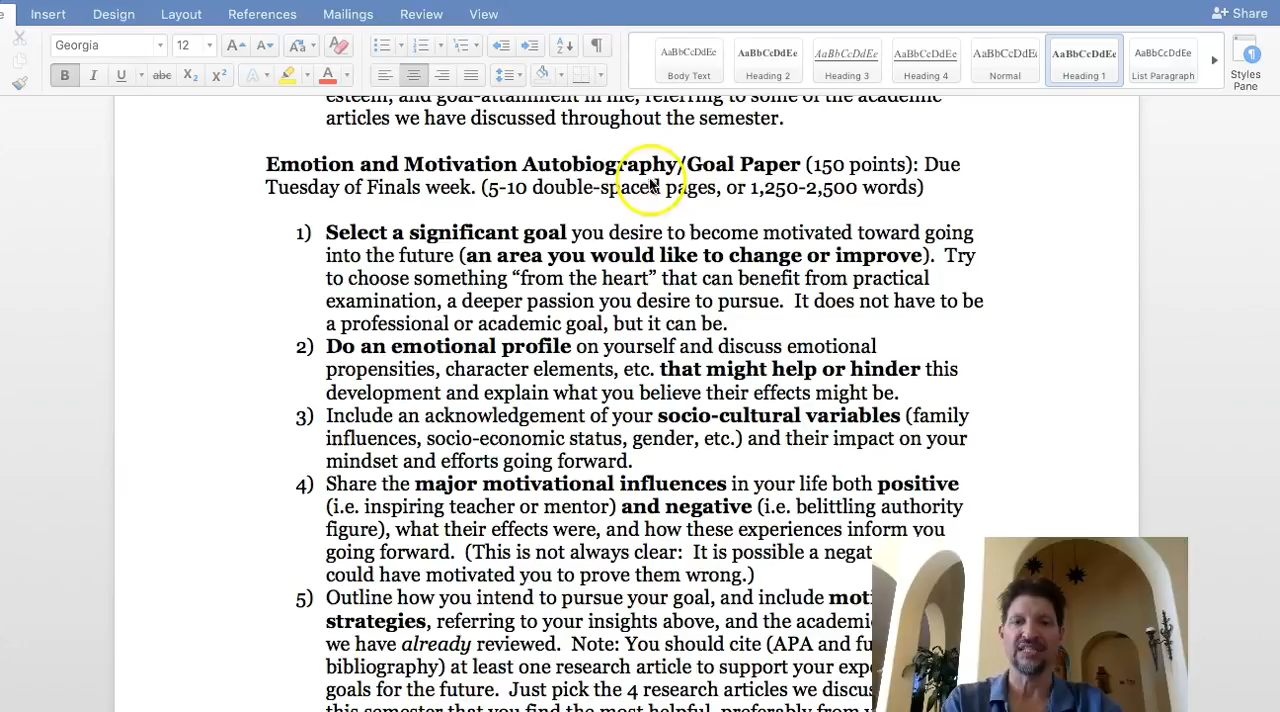 Insert Design Layout References Mailings Review View Share
Georgia 12
AaBbCcDdEe AaBbCcDdEe AaBbCcDdEe AaBbCcDdEe AaBbCcDdEe AaBbCcDdEe AaBbCcDdEe
Body Text Heading 2 Heading 3 Heading 4 Normal Heading 1 List Paragraph Styles Pane
B I U abc X2 X2 A A
esteem, and goal-attainment in life, referring to some of the academic
articles we have discussed throughout the semester.
Emotion and Motivation Autobiography/Goal Paper (150 points): Due
Tuesday of Finals week. (5-10 double-spaced pages, or 1,250-2,500 words)
1) Select a significant goal you desire to become motivated toward going
into the future (an area you would like to change or improve). Try
to choose something “from the heart” that can benefit from practical
examination, a deeper passion you desire to pursue. It does not have to be
a professional or academic goal, but it can be.
2) Do an emotional profile on yourself and discuss emotional
propensities, character elements, etc. that might help or hinder this
development and explain what you believe their effects might be.
3) Include an acknowledgement of your socio-cultural variables (family
influences, socio-economic status, gender, etc.) and their impact on your
mindset and efforts going forward.
4) Share the major motivational influences in your life both positive
(i.e. inspiring teacher or mentor) and negative (i.e. belittling authority
figure), what their effects were, and how these experiences inform you
going forward. (This is not always clear: It is possible a negat
could have motivated you to prove them wrong.)
5) Outline how you intend to pursue your goal, and include mot
strategies, referring to your insights above, and the academic
we have already reviewed. Note: You should cite (APA and fu
bibliography) at least one research article to support your exp
goals for the future. Just pick the 4 research articles we discu
this semester that you find the most helpful, preferably from